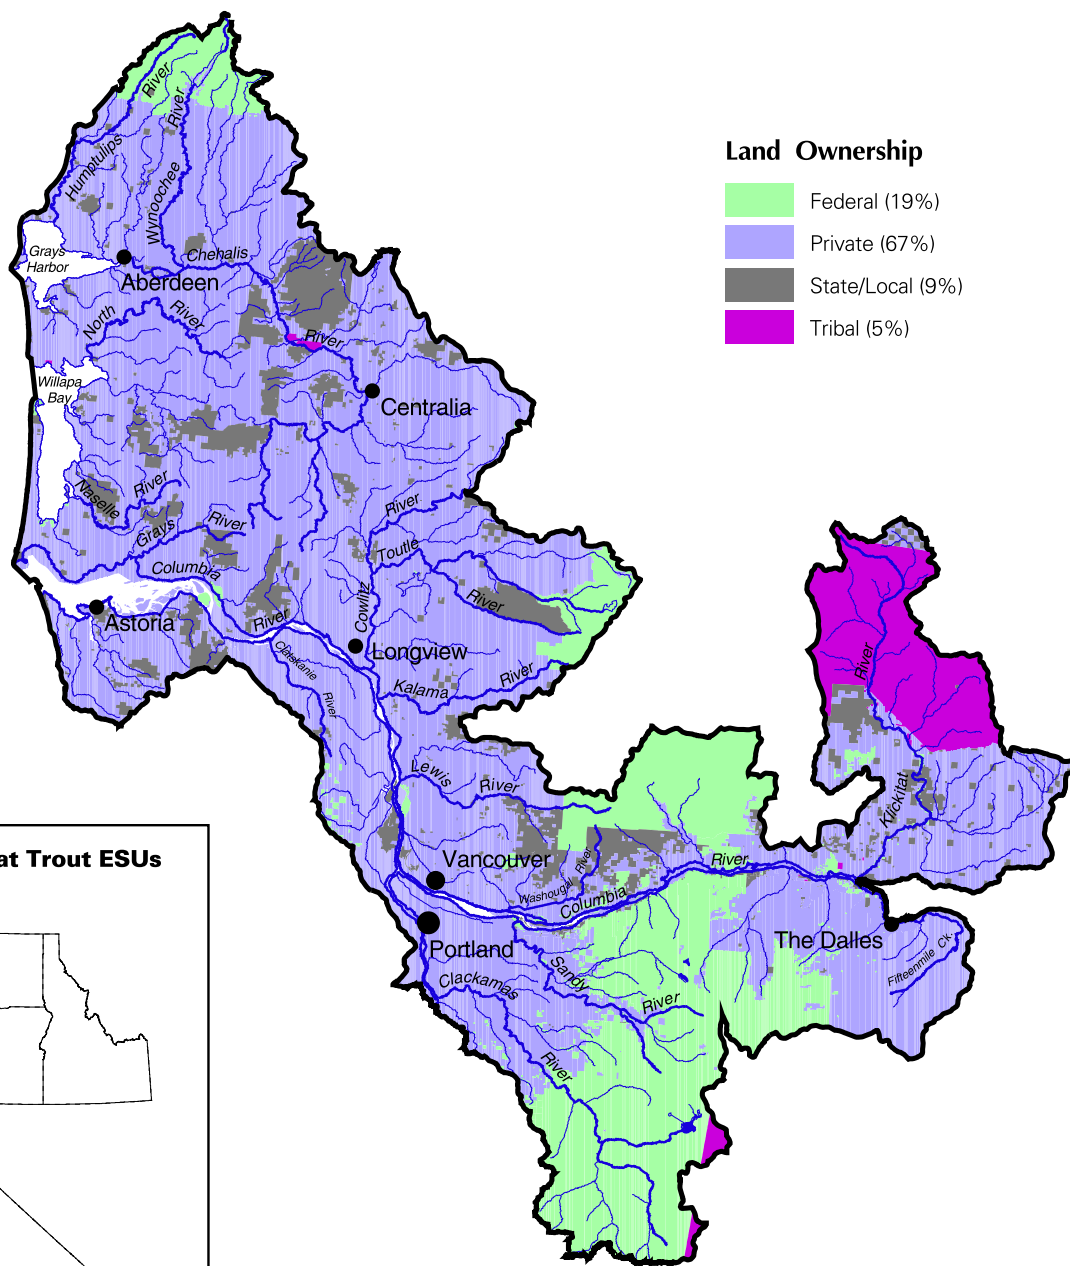 Land Ownership
Federal (19%)
Private (67%)
State/Local (9%)
Tribal (5%)
River
River
Humptulips
Wynoochee
Grays
Harbor
Chehalis
Aberdeen
North
River
River
Willapa
Bay
Centralia
Naselle
River
Grays
River
River
Toutle
Columbia
Cowlitz
River
Astoria
River
Longview
Clatskanie
River
Kalama
River
River
Klickitat
Lewis
River
at Trout ESUs
Vancouver
Washougal
River
River
Columbia
Portland
The Dalles
Fifteenmile Ck.
Sandy
River
Clackamas
River